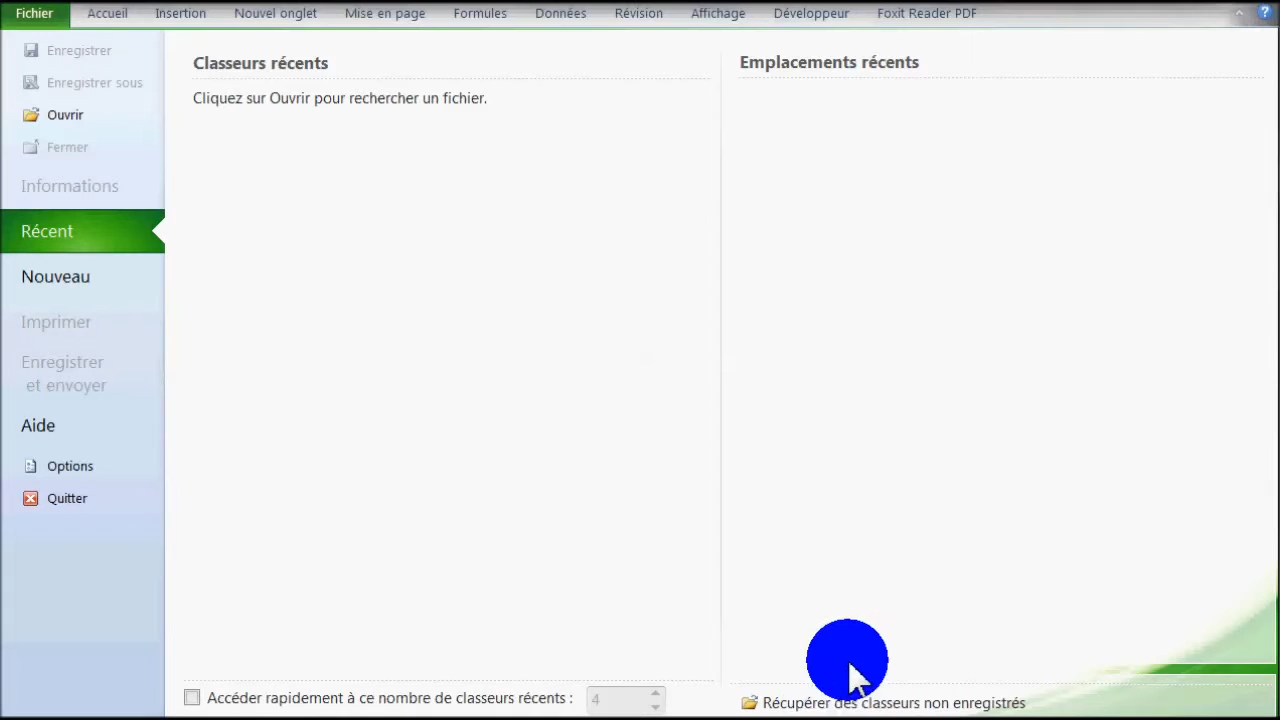 Fichier Accueil Insertion Nouvel onglet Mise en page Formules Données Révision Affichage Développeur Foxit Reader PDF
Enregistrer
Enregistrer sous
Ouvrir
Fermer
Informations
Récent
Nouveau
Imprimer
Enregistrer
et envoyer
Aide
Options
Quitter
Classeurs récents
Cliquez sur Ouvrir pour rechercher un fichier.
Accéder rapidement à ce nombre de classeurs récents : 4
Emplacements récents
Récupérer des classeurs non enregistrés